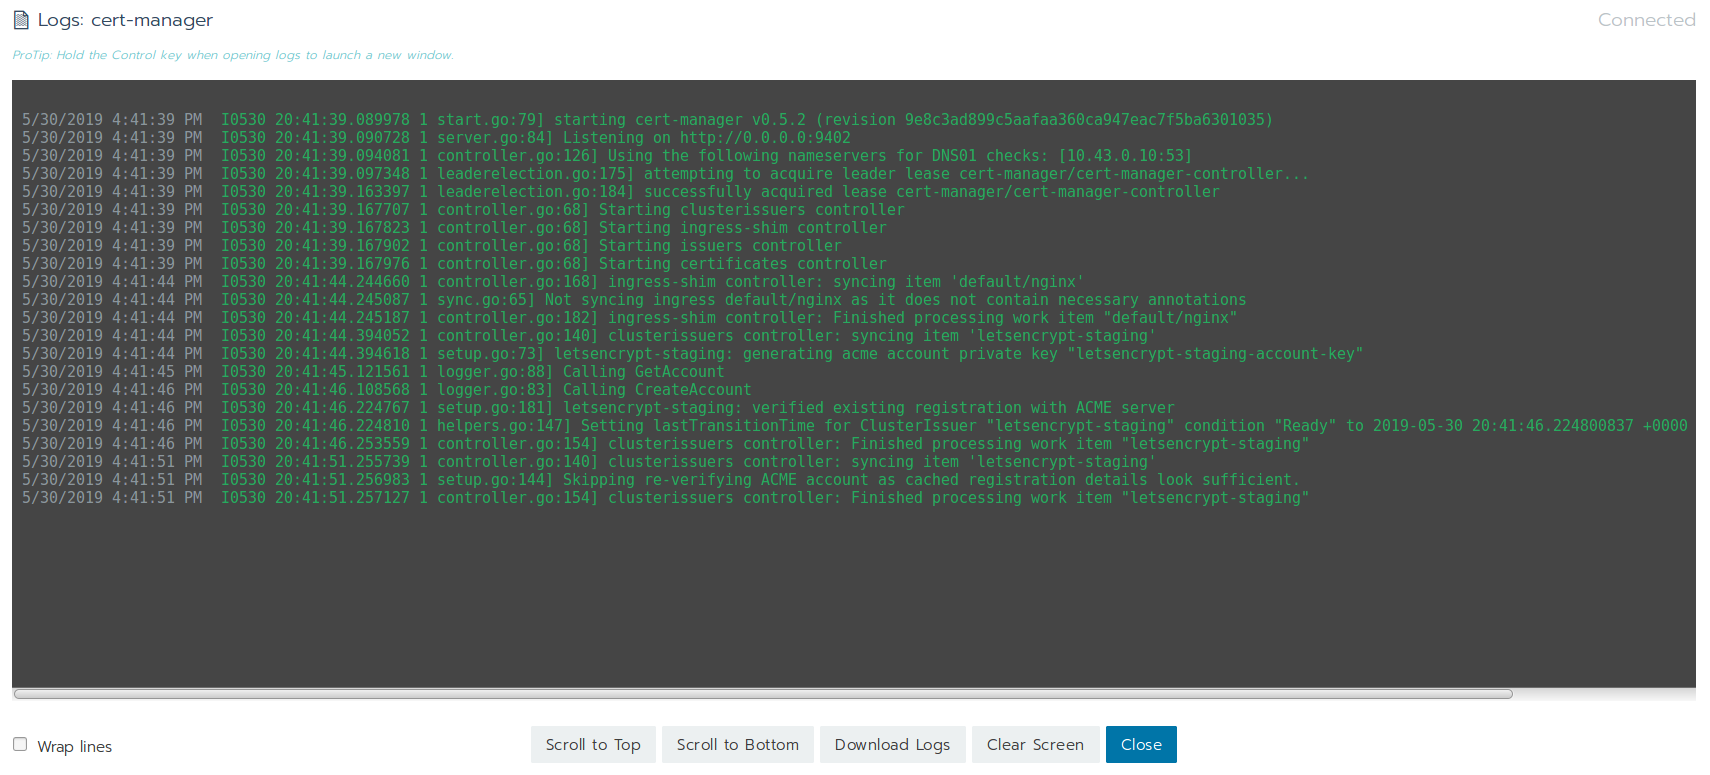 Logs: cert-manager
Connected
ProTip: Hold the Control key when opening logs to launch a new window.
5/30/2019 4:41:39 PM I0530 20:41:39.089978 1 start.go:79] starting cert-manager v0.5.2 (revision 9e8c3ad899c5aafaa360ca947eac7f5ba6301035)
5/30/2019 4:41:39 PM I0530 20:41:39.090728 1 server.go:84] Listening on http://0.0.0.0:9402
5/30/2019 4:41:39 PM I0530 20:41:39.094081 1 controller.go:126] Using the following nameservers for DNS01 checks: [10.43.0.10:53]
5/30/2019 4:41:39 PM I0530 20:41:39.097348 1 leaderelection.go:175] attempting to acquire leader lease cert-manager/cert-manager-controller...
5/30/2019 4:41:39 PM I0530 20:41:39.163397 1 leaderelection.go:184] successfully acquired lease cert-manager/cert-manager-controller
5/30/2019 4:41:39 PM I0530 20:41:39.167707 1 controller.go:68] Starting clusterissuers controller
5/30/2019 4:41:39 PM I0530 20:41:39.167823 1 controller.go:68] Starting ingress-shim controller
5/30/2019 4:41:39 PM I0530 20:41:39.167902 1 controller.go:68] Starting issuers controller
5/30/2019 4:41:39 PM I0530 20:41:39.167976 1 controller.go:68] Starting certificates controller
5/30/2019 4:41:44 PM I0530 20:41:44.244660 1 controller.go:168] ingress-shim controller: syncing item 'default/nginx'
5/30/2019 4:41:44 PM I0530 20:41:44.245087 1 sync.go:65] Not syncing ingress default/nginx as it does not contain necessary annotations
5/30/2019 4:41:44 PM I0530 20:41:44.245187 1 controller.go:182] ingress-shim controller: Finished processing work item "default/nginx"
5/30/2019 4:41:44 PM I0530 20:41:44.394052 1 controller.go:140] clusterissuers controller: syncing item 'letsencrypt-staging'
5/30/2019 4:41:44 PM I0530 20:41:44.394618 1 setup.go:73] letsencrypt-staging: generating acme account private key "letsencrypt-staging-account-key"
5/30/2019 4:41:45 PM I0530 20:41:45.121561 1 logger.go:88] Calling GetAccount
5/30/2019 4:41:46 PM I0530 20:41:46.108568 1 logger.go:83] Calling CreateAccount
5/30/2019 4:41:46 PM I0530 20:41:46.224767 1 setup.go:181] letsencrypt-staging: verified existing registration with ACME server
5/30/2019 4:41:46 PM I0530 20:41:46.224810 1 helpers.go:147] Setting lastTransitionTime for ClusterIssuer "letsencrypt-staging" condition "Ready" to 2019-05-30 20:41:46.224800837 +0000
5/30/2019 4:41:46 PM I0530 20:41:46.253559 1 controller.go:154] clusterissuers controller: Finished processing work item "letsencrypt-staging"
5/30/2019 4:41:51 PM I0530 20:41:51.255739 1 controller.go:140] clusterissuers controller: syncing item 'letsencrypt-staging'
5/30/2019 4:41:51 PM I0530 20:41:51.256983 1 setup.go:144] Skipping re-verifying ACME account as cached registration details look sufficient.
5/30/2019 4:41:51 PM I0530 20:41:51.257127 1 controller.go:154] clusterissuers controller: Finished processing work item "letsencrypt-staging"
Wrap lines
Scroll to Top
Scroll to Bottom
Download Logs
Clear Screen
Close